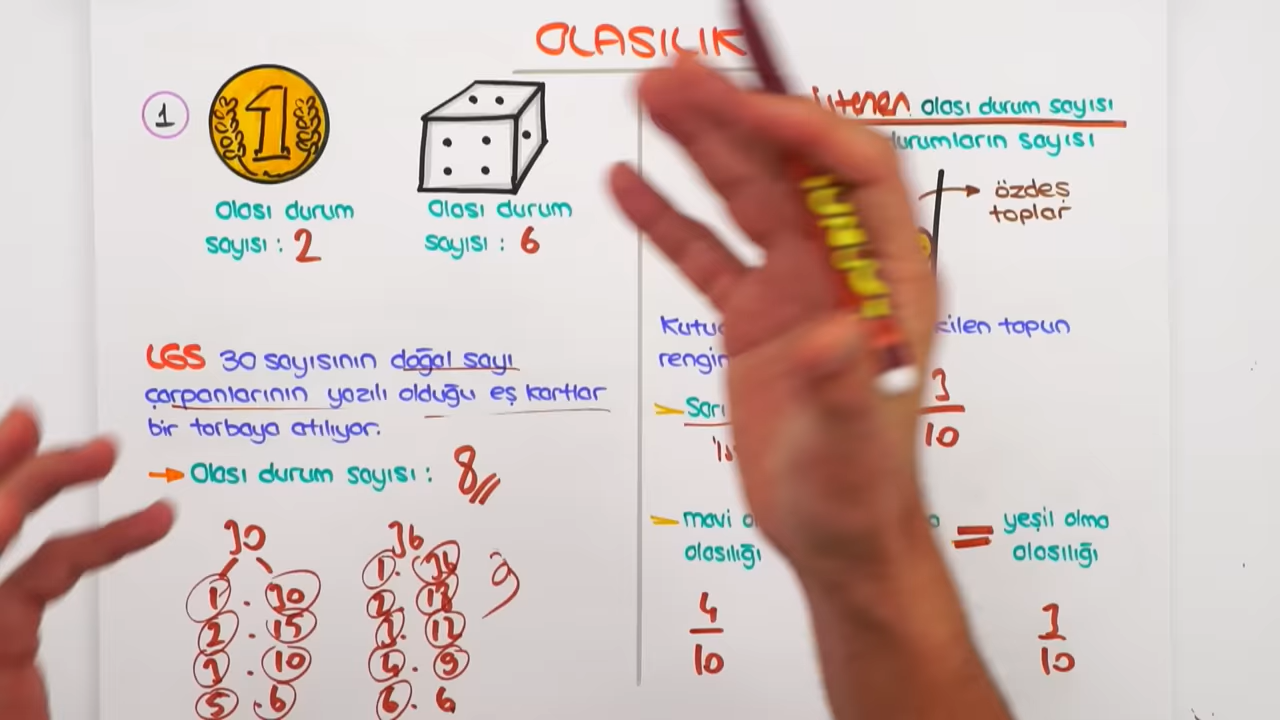 OLASILIK
1
1
Olası durum
sayısı : 2
Olası durum
sayısı : 6
LGS 30 sayısının doğal sayı
çarpanlarının yazılı olduğu eş kartlar
bir torbaya atılıyor.
Olası durum sayısı : 8
30
1 . 30
2 . 15
3 . 10
5 . 6
36
1 . 36
2 . 18
3 . 12
4 . 9
6 . 6
9
İstenen olası durum sayısı
durumların sayısı
özdeş
toplar
topun
Sarı
3
10
mavi
olasılığı
4
10
=
yeşil olma
olasılığı
3
10